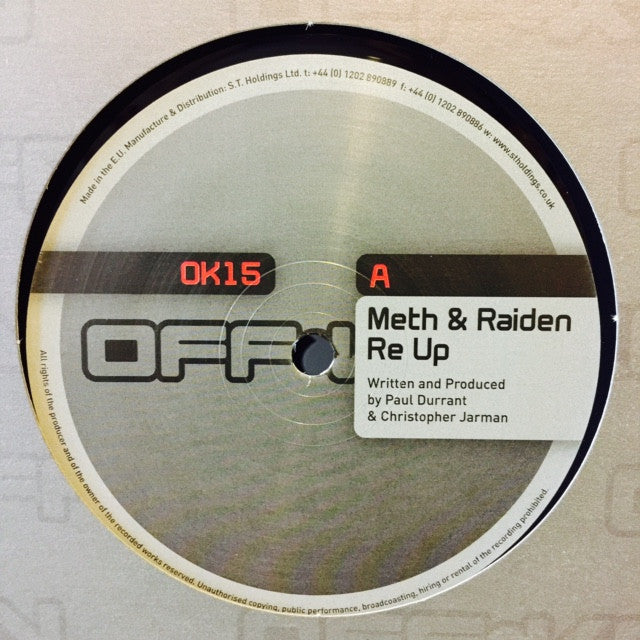 Made in the E.U. Manufacture & Distribution: S.T. Holdings Ltd. t: +44 (0) 1202 890889 f: +44 (0) 1202 890886 w: www.stholdings.co.uk
OK15
A
OFF
Meth & Raiden
Re Up
Written and Produced
by Paul Durrant
& Christopher Jarman
All rights of the producer and of the owner of the recorded works reserved. Unauthorised copying, public performance, broadcasting, hiring or rental of the recording prohibited.